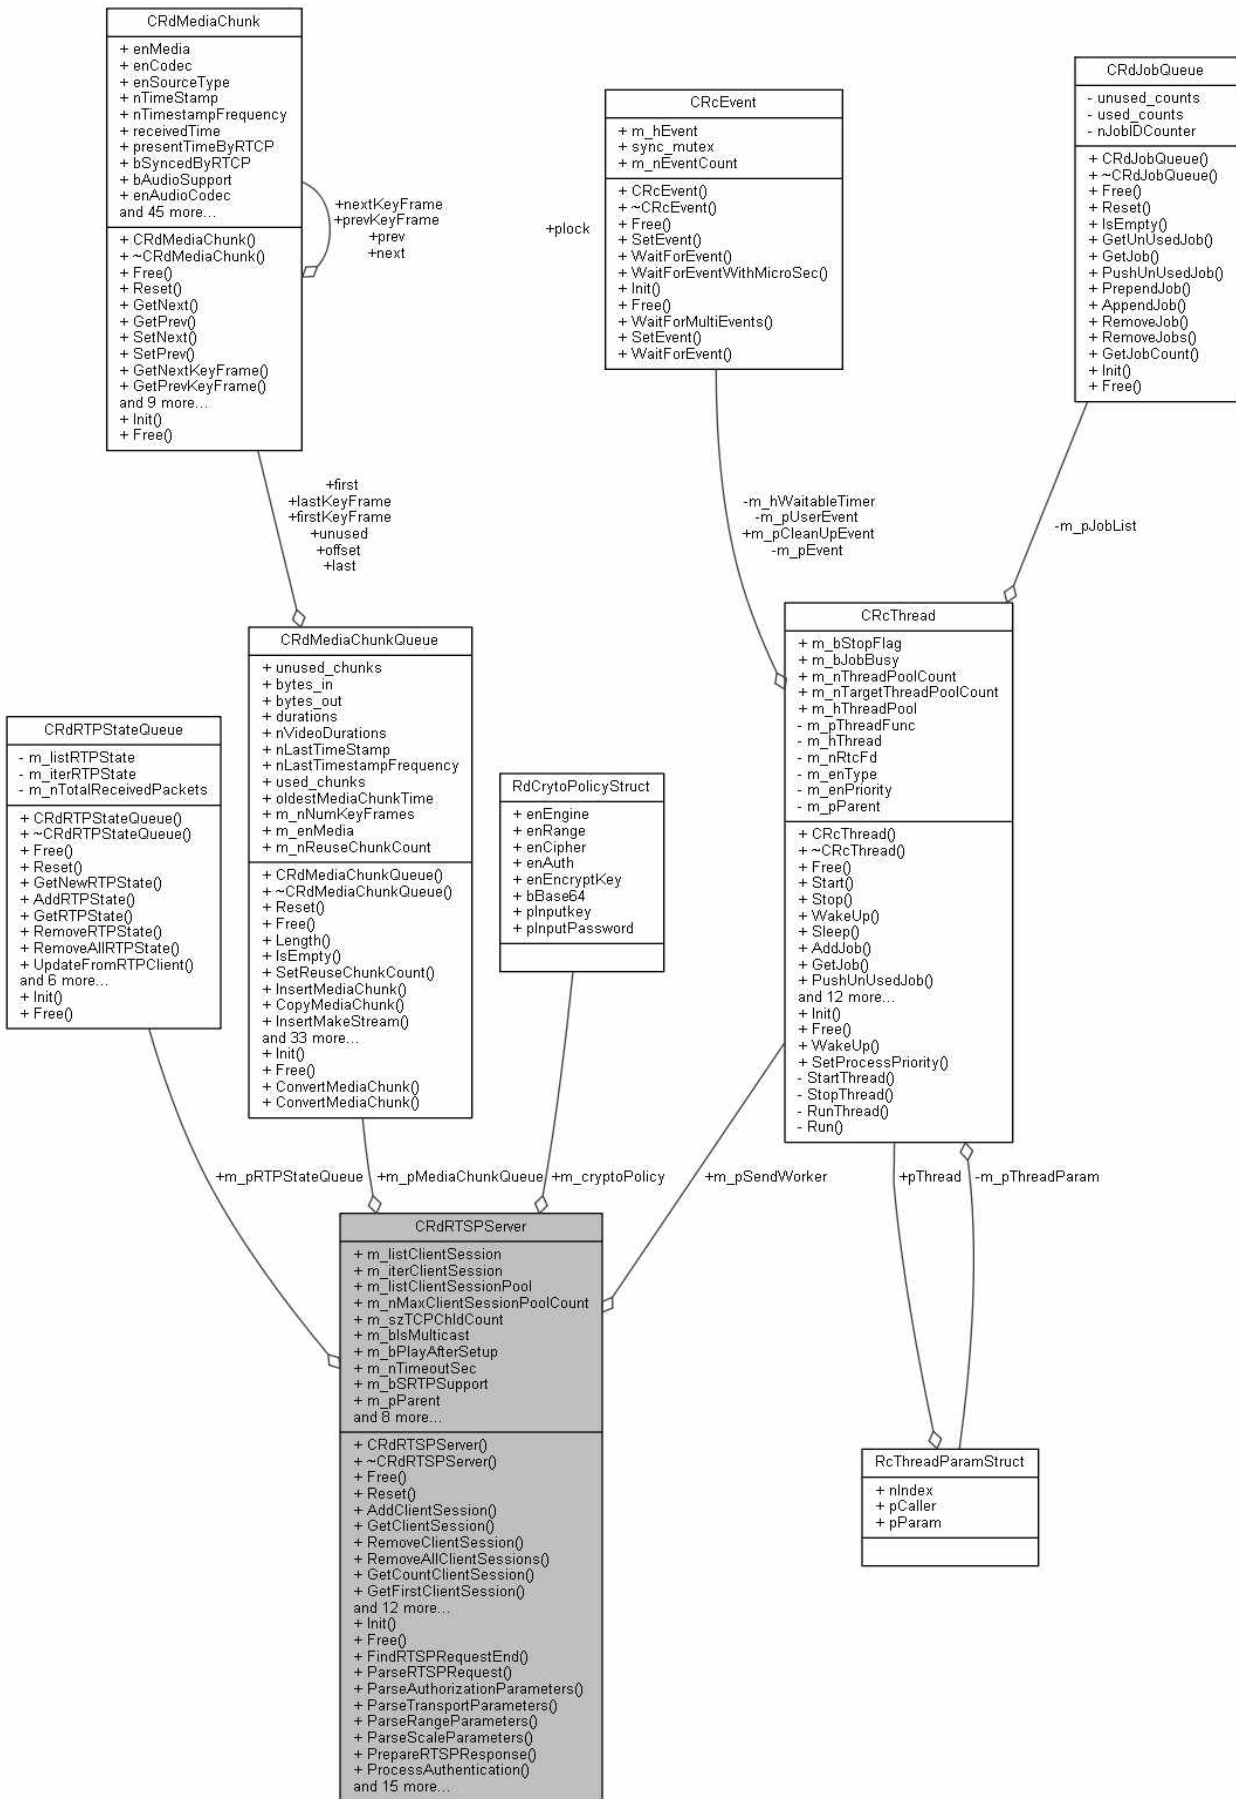 CRdMediaChunk
+ enMedia
+ enCodec
+ enSourceType
+ nTimeStamp
+ nTimestampFrequency
+ receivedTime
+ presentTimeByRTCP
+ bSyncedByRTCP
+ bAudioSupport
+ enAudioCodec
and 45 more...
+ CRdMediaChunk()
+ ~CRdMediaChunk()
+ Free()
+ Reset()
+ GetNext()
+ GetPrev()
+ SetNext()
+ SetPrev()
+ GetNextKeyFrame()
+ GetPrevKeyFrame()
and 9 more...
+ Init()
+ Free()
+nextKeyFrame
+prevKeyFrame
+prev
+next
+plock
CRcEvent
+ m_hEvent
+ sync_mutex
+ m_nEventCount
+ CRcEvent()
+ ~CRcEvent()
+ Free()
+ SetEvent()
+ WaitForEvent()
+ WaitForEventWithMicroSec()
+ Init()
+ Free()
+ WaitForMultiEvents()
+ SetEvent()
+ WaitForEvent()
CRdJobQueue
- unused_counts
- used_counts
- nJobIDCounter
+ CRdJobQueue()
+ ~CRdJobQueue()
+ Free()
+ Reset()
+ IsEmpty()
+ GetUnUsedJob()
+ GetJob()
+ PushUnUsedJob()
+ PrependJob()
+ AppendJob()
+ RemoveJob()
+ RemoveJobs()
+ GetJobCount()
+ Init()
+ Free()
+first
+lastKeyFrame
+firstKeyFrame
+unused
+offset
+last
-m_hWaitableTimer
-m_pUserEvent
+m_pCleanUpEvent
-m_pEvent
-m_pJobList
CRdRTPStateQueue
- m_listRTPState
- m_iterRTPState
- m_nTotalReceivedPackets
+ CRdRTPStateQueue()
+ ~CRdRTPStateQueue()
+ Free()
+ Reset()
+ GetNewRTPState()
+ AddRTPState()
+ GetRTPState()
+ RemoveRTPState()
+ RemoveAllRTPState()
+ UpdateFromRTPClient()
and 6 more...
+ Init()
+ Free()
CRdMediaChunkQueue
+ unused_chunks
+ bytes_in
+ bytes_out
+ durations
+ nVideoDurations
+ nLastTimeStamp
+ nLastTimestampFrequency
+ used_chunks
+ oldestMediaChunkTime
+ m_nNumKeyFrames
+ m_enMedia
+ m_nReuseChunkCount
+ CRdMediaChunkQueue()
+ ~CRdMediaChunkQueue()
+ Reset()
+ Free()
+ Length()
+ IsEmpty()
+ SetReuseChunkCount()
+ InsertMediaChunk()
+ CopyMediaChunk()
+ InsertMakeStream()
and 33 more...
+ Init()
+ Free()
+ ConvertMediaChunk()
+ ConvertMediaChunk()
RdCrytoPolicyStruct
+ enEngine
+ enRange
+ enCipher
+ enAuth
+ enEncryptKey
+ bBase64
+ pInputkey
+ pInputPassword
CRcThread
+ m_bStopFlag
+ m_bJobBusy
+ m_nThreadPoolCount
+ m_nTargetThreadPoolCount
+ m_hThreadPool
- m_pThreadFunc
- m_hThread
- m_nRtcFd
- m_enType
- m_enPriority
- m_pParent
+ CRcThread()
+ ~CRcThread()
+ Free()
+ Start()
+ Stop()
+ WakeUp()
+ Sleep()
+ AddJob()
+ GetJob()
+ PushUnUsedJob()
and 12 more...
+ Init()
+ Free()
+ WakeUp()
+ SetProcessPriority()
- StartThread()
- StopThread()
- RunThread()
- Run()
+m_pRTPStateQueue
+m_pMediaChunkQueue
+m_cryptoPolicy
+m_pSendWorker
+pThread
-m_pThreadParam
CRdRTSPServer
+ m_listClientSession
+ m_iterClientSession
+ m_listClientSessionPool
+ m_nMaxClientSessionPoolCount
+ m_szTCPChldCount
+ m_bIsMulticast
+ m_bPlayAfterSetup
+ m_nTimeoutSec
+ m_bSRTPSupport
+ m_pParent
and 8 more...
+ CRdRTSPServer()
+ ~CRdRTSPServer()
+ Free()
+ Reset()
+ AddClientSession()
+ GetClientSession()
+ RemoveClientSession()
+ RemoveAllClientSessions()
+ GetCountClientSession()
+ GetFirstClientSession()
and 12 more...
+ Init()
+ Free()
+ FindRTSPRequestEnd()
+ ParseRTSPRequest()
+ ParseAuthorizationParameters()
+ ParseTransportParameters()
+ ParseRangeParameters()
+ ParseScaleParameters()
+ PrepareRTSPResponse()
+ ProcessAuthentication()
and 15 more...
RcThreadParamStruct
+ nIndex
+ pCaller
+ pParam